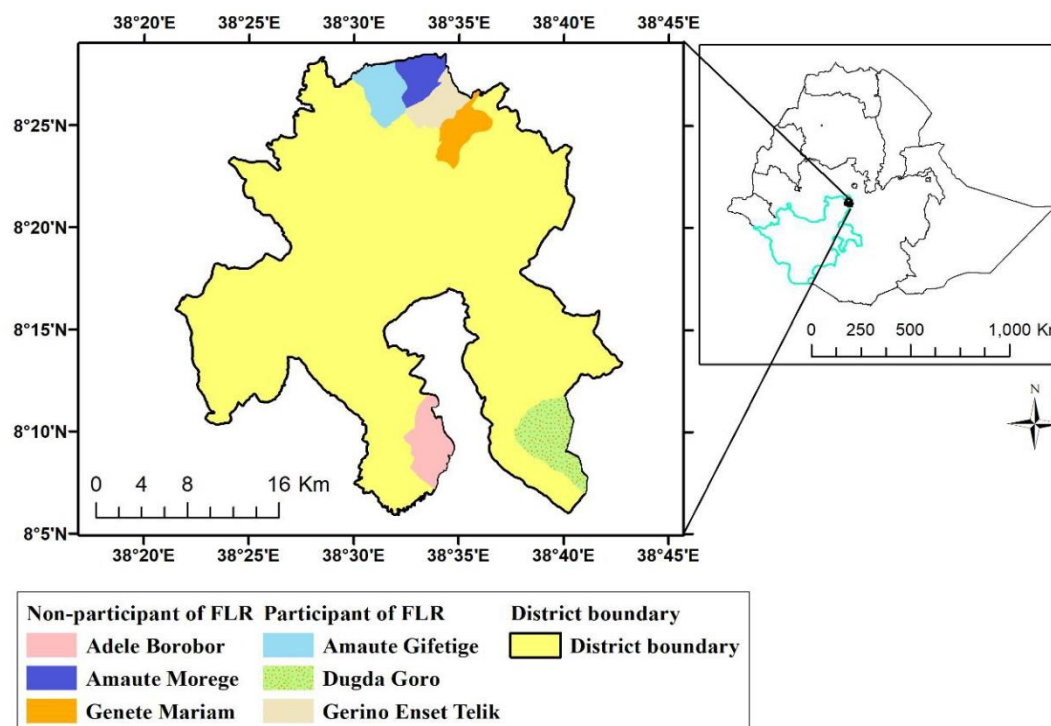 38°20'E 38°25'E 38°30'E 38°35'E 38°40'E 38°45'E
8°25'N
8°20'N
8°15'N
8°10'N
8°5'N
0 4 8 16 Km
38°20'E 38°25'E 38°30'E 38°35'E 38°40'E 38°45'E
0 250 500 1,000 Km
N
Non-participant of FLR Participant of FLR District boundary
Adele Borobor Amaute Gifetige District boundary
Amaute Morege Dugda Goro
Genete Mariam Gerino Enset Telik